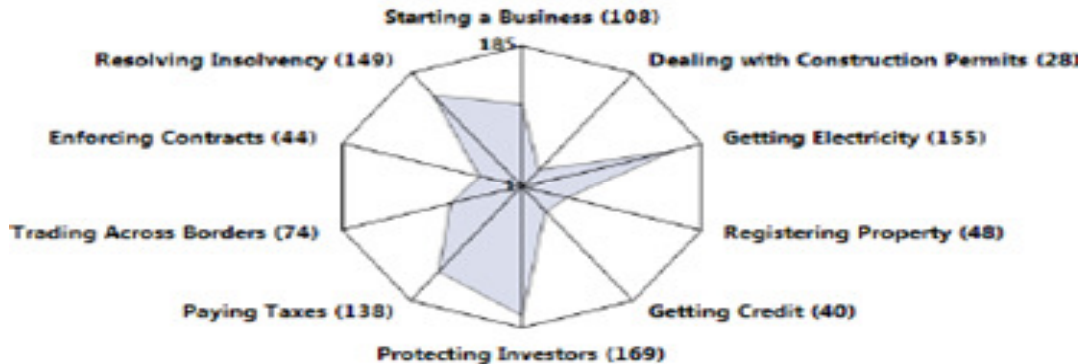 Starting a Business (108)
185
Resolving Insolvency (149)
Dealing with Construction Permits (28)
Enforcing Contracts (44)
Getting Electricity (155)
Trading Across Borders (74)
Registering Property (48)
Paying Taxes (138)
Getting Credit (40)
Protecting Investors (169)